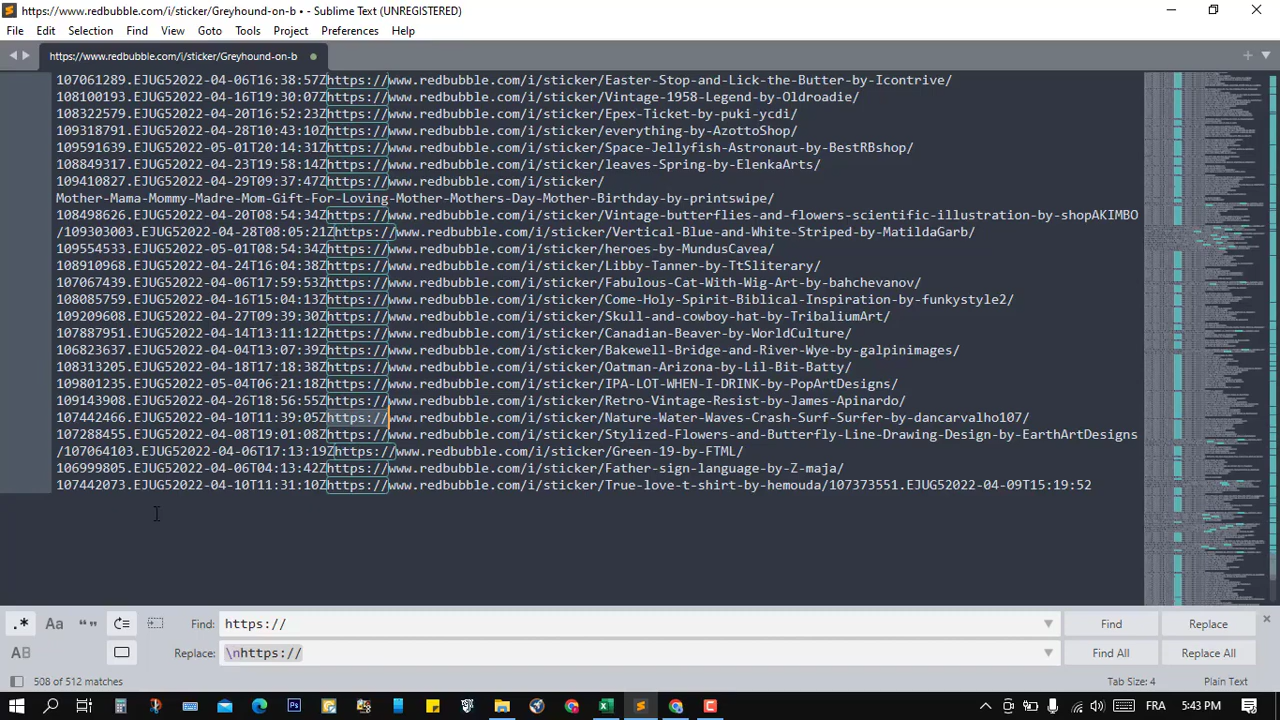 https://www.redbubble.com/i/sticker/Greyhound-on-b • - Sublime Text (UNREGISTERED)
File Edit Selection Find View Goto Tools Project Preferences Help
https://www.redbubble.com/i/sticker/Greyhound-on-b
107061289.EJUG52022-04-06T16:38:57Zhttps://www.redbubble.com/i/sticker/Easter-Stop-and-Lick-the-Butter-by-Icontrive/
108100193.EJUG52022-04-16T19:30:07Zhttps://www.redbubble.com/i/sticker/Vintage-1958-Legend-by-Oldroadie/
108322579.EJUG52022-04-20T16:52:23Zhttps://www.redbubble.com/i/sticker/Epex-Ticket-by-puki-ycdi/
109318791.EJUG52022-04-28T10:43:10Zhttps://www.redbubble.com/i/sticker/everything-by-AzottoShop/
109591639.EJUG52022-05-01T20:14:31Zhttps://www.redbubble.com/i/sticker/Space-Jellyfish-Astronaut-by-BestRBshop/
108849317.EJUG52022-04-23T19:58:14Zhttps://www.redbubble.com/i/sticker/leaves-Spring-by-ElenkaArts/
109410827.EJUG52022-04-29T09:37:47Zhttps://www.redbubble.com/i/sticker/
Mother-Mama-Mommy-Madre-Mom-Gift-For-Loving-Mother-Mothers-Day-Mother-Birthday-by-printswipe/
108498626.EJUG52022-04-20T08:54:34Zhttps://www.redbubble.com/i/sticker/Vintage-butterflies-and-flowers-scientific-illustration-by-shopAKIMBO
/109303003.EJUG52022-04-28T08:05:21Zhttps://www.redbubble.com/i/sticker/Vertical-Blue-and-White-Striped-by-MatildaGarb/
109554533.EJUG52022-05-01T08:54:34Zhttps://www.redbubble.com/i/sticker/heroes-by-MundusCavea/
108910963.EJUG52022-04-24T16:04:38Zhttps://www.redbubble.com/i/sticker/Libby-Tanner-by-TtSliterary/
107067439.EJUG52022-04-06T17:59:53Zhttps://www.redbubble.com/i/sticker/Fabulous-Cat-With-Wig-Art-by-bahchevanov/
108085759.EJUG52022-04-16T15:04:13Zhttps://www.redbubble.com/i/sticker/Come-Holy-Spirit-Biblical-Inspiration-by-funkystyle2/
109209608.EJUG52022-04-27T09:39:30Zhttps://www.redbubble.com/i/sticker/Skull-and-cowboy-hat-by-TribaliumArt/
107887951.EJUG52022-04-14T13:11:12Zhttps://www.redbubble.com/i/sticker/Canadian-Beaver-by-WorldCulture/
106823637.EJUG52022-04-04T13:07:39Zhttps://www.redbubble.com/i/sticker/Bakewell-Bridge-and-River-Wye-by-galpinimages/
108313205.EJUG52022-04-18T17:18:38Zhttps://www.redbubble.com/i/sticker/Oatman-Arizona-by-Lil-Bit-Batty/
109801235.EJUG52022-05-04T06:21:18Zhttps://www.redbubble.com/i/sticker/IPA-LOT-WHEN-I-DRINK-by-PopArtDesigns/
109143908.EJUG52022-04-26T18:56:55Zhttps://www.redbubble.com/i/sticker/Retro-Vintage-Resist-by-James-Apinardo/
107442466.EJUG52022-04-10T11:39:05Zhttps://www.redbubble.com/i/sticker/Nature-Water-Waves-Crash-Surf-Surfer-by-dancarvalho107/
107288455.EJUG52022-04-08T19:01:08Zhttps://www.redbubble.com/i/sticker/Stylized-Flowers-and-Butterfly-Line-Drawing-Design-by-EarthArtDesigns
/107064103.EJUG52022-04-06T17:13:19Zhttps://www.redbubble.com/i/sticker/Green-19-by-FTML/
106999805.EJUG52022-04-06T04:13:42Zhttps://www.redbubble.com/i/sticker/Father-sign-language-by-Z-maja/
107442073.EJUG52022-04-10T11:31:10Zhttps://www.redbubble.com/i/sticker/True-love-t-shirt-by-hemouda/107373551.EJUG52022-04-09T15:19:52
.* Aa “” Find: https:// Find Replace
AB Replace: \nhttps:// Find All Replace All
508 of 512 matches Tab Size: 4 Plain Text
FRA 5:43 PM